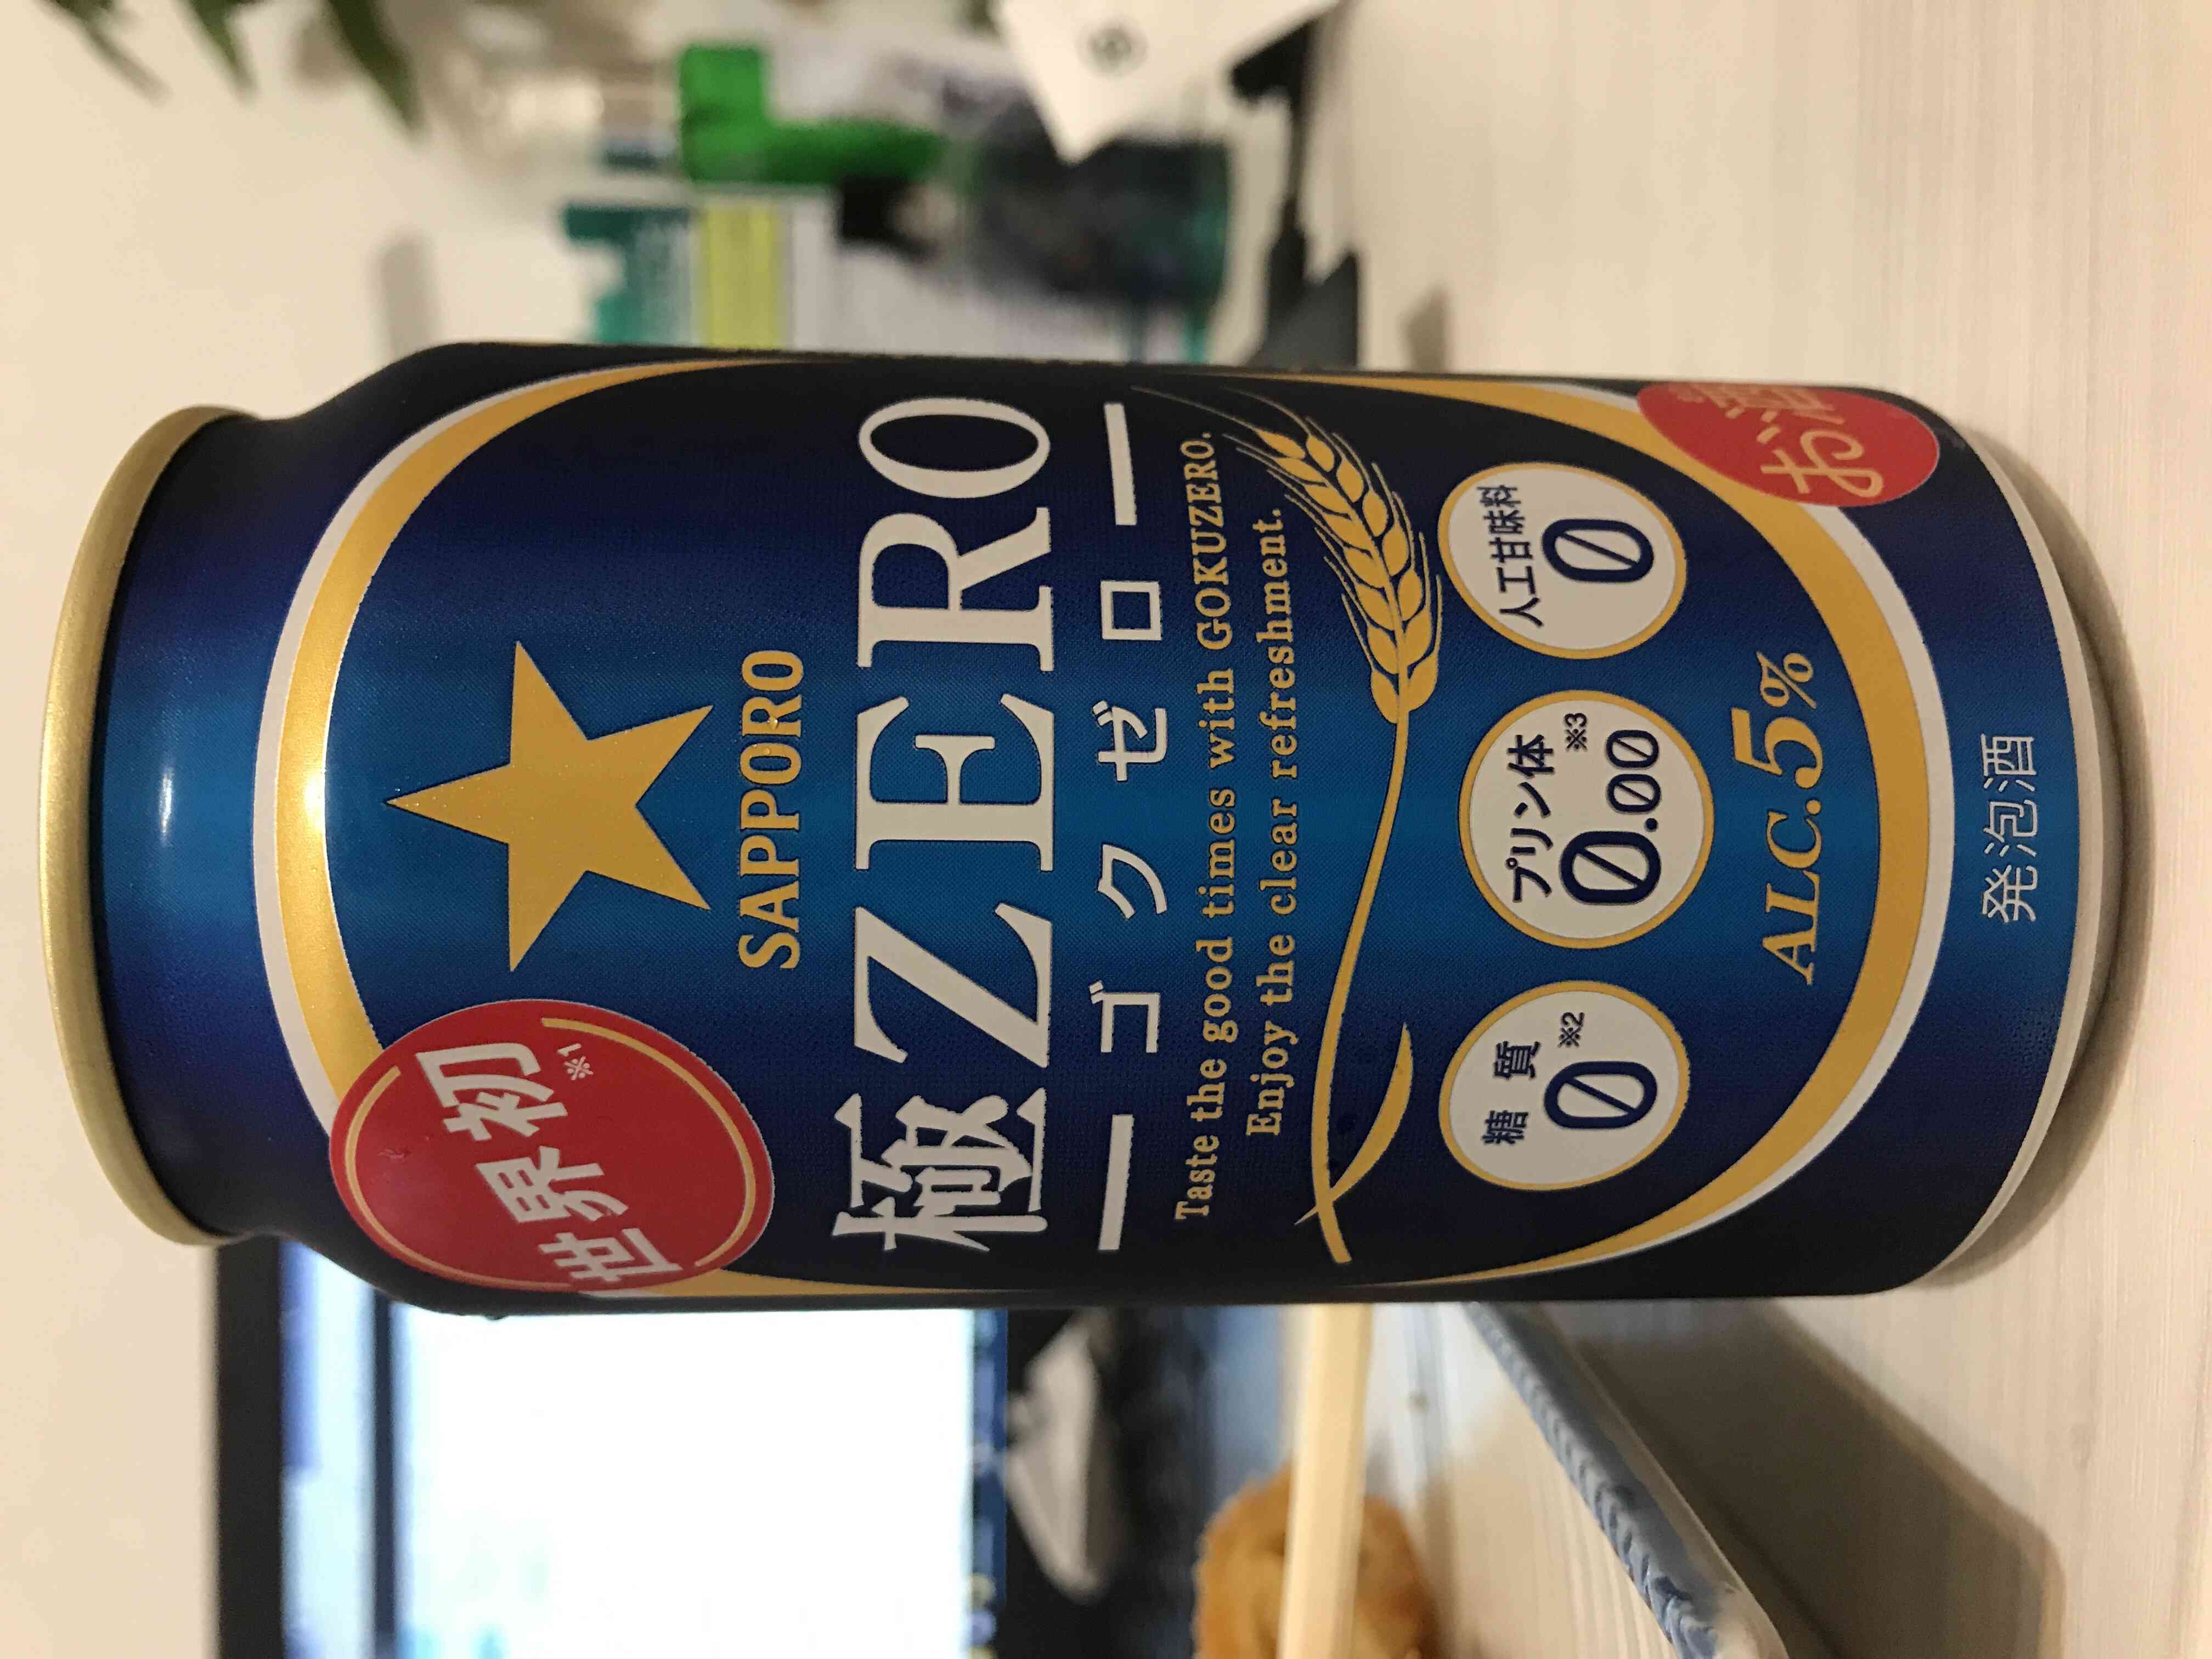 世界初
※1
SAPPORO
極ZERO
ゴクゼロ
Taste the good times with GOKUZERO.
Enjoy the clear refreshment.
糖質
0※2
プリン体
0.00※3
人工甘味料
0
ALC.5%
お酒
発泡酒